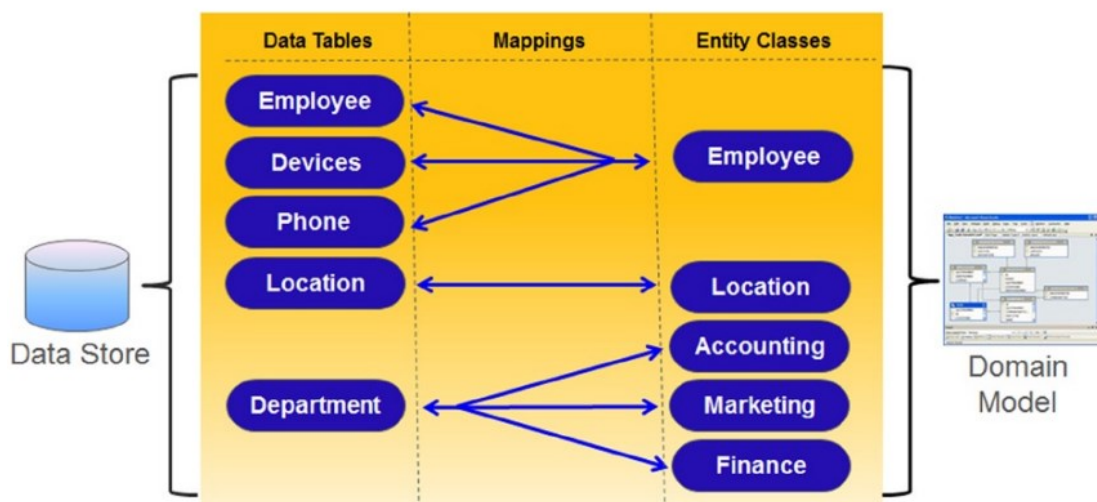 Data Tables
Mappings
Entity Classes
Employee
Devices
Phone
Location
Department
Employee
Location
Accounting
Marketing
Finance
Data Store
Domain
Model